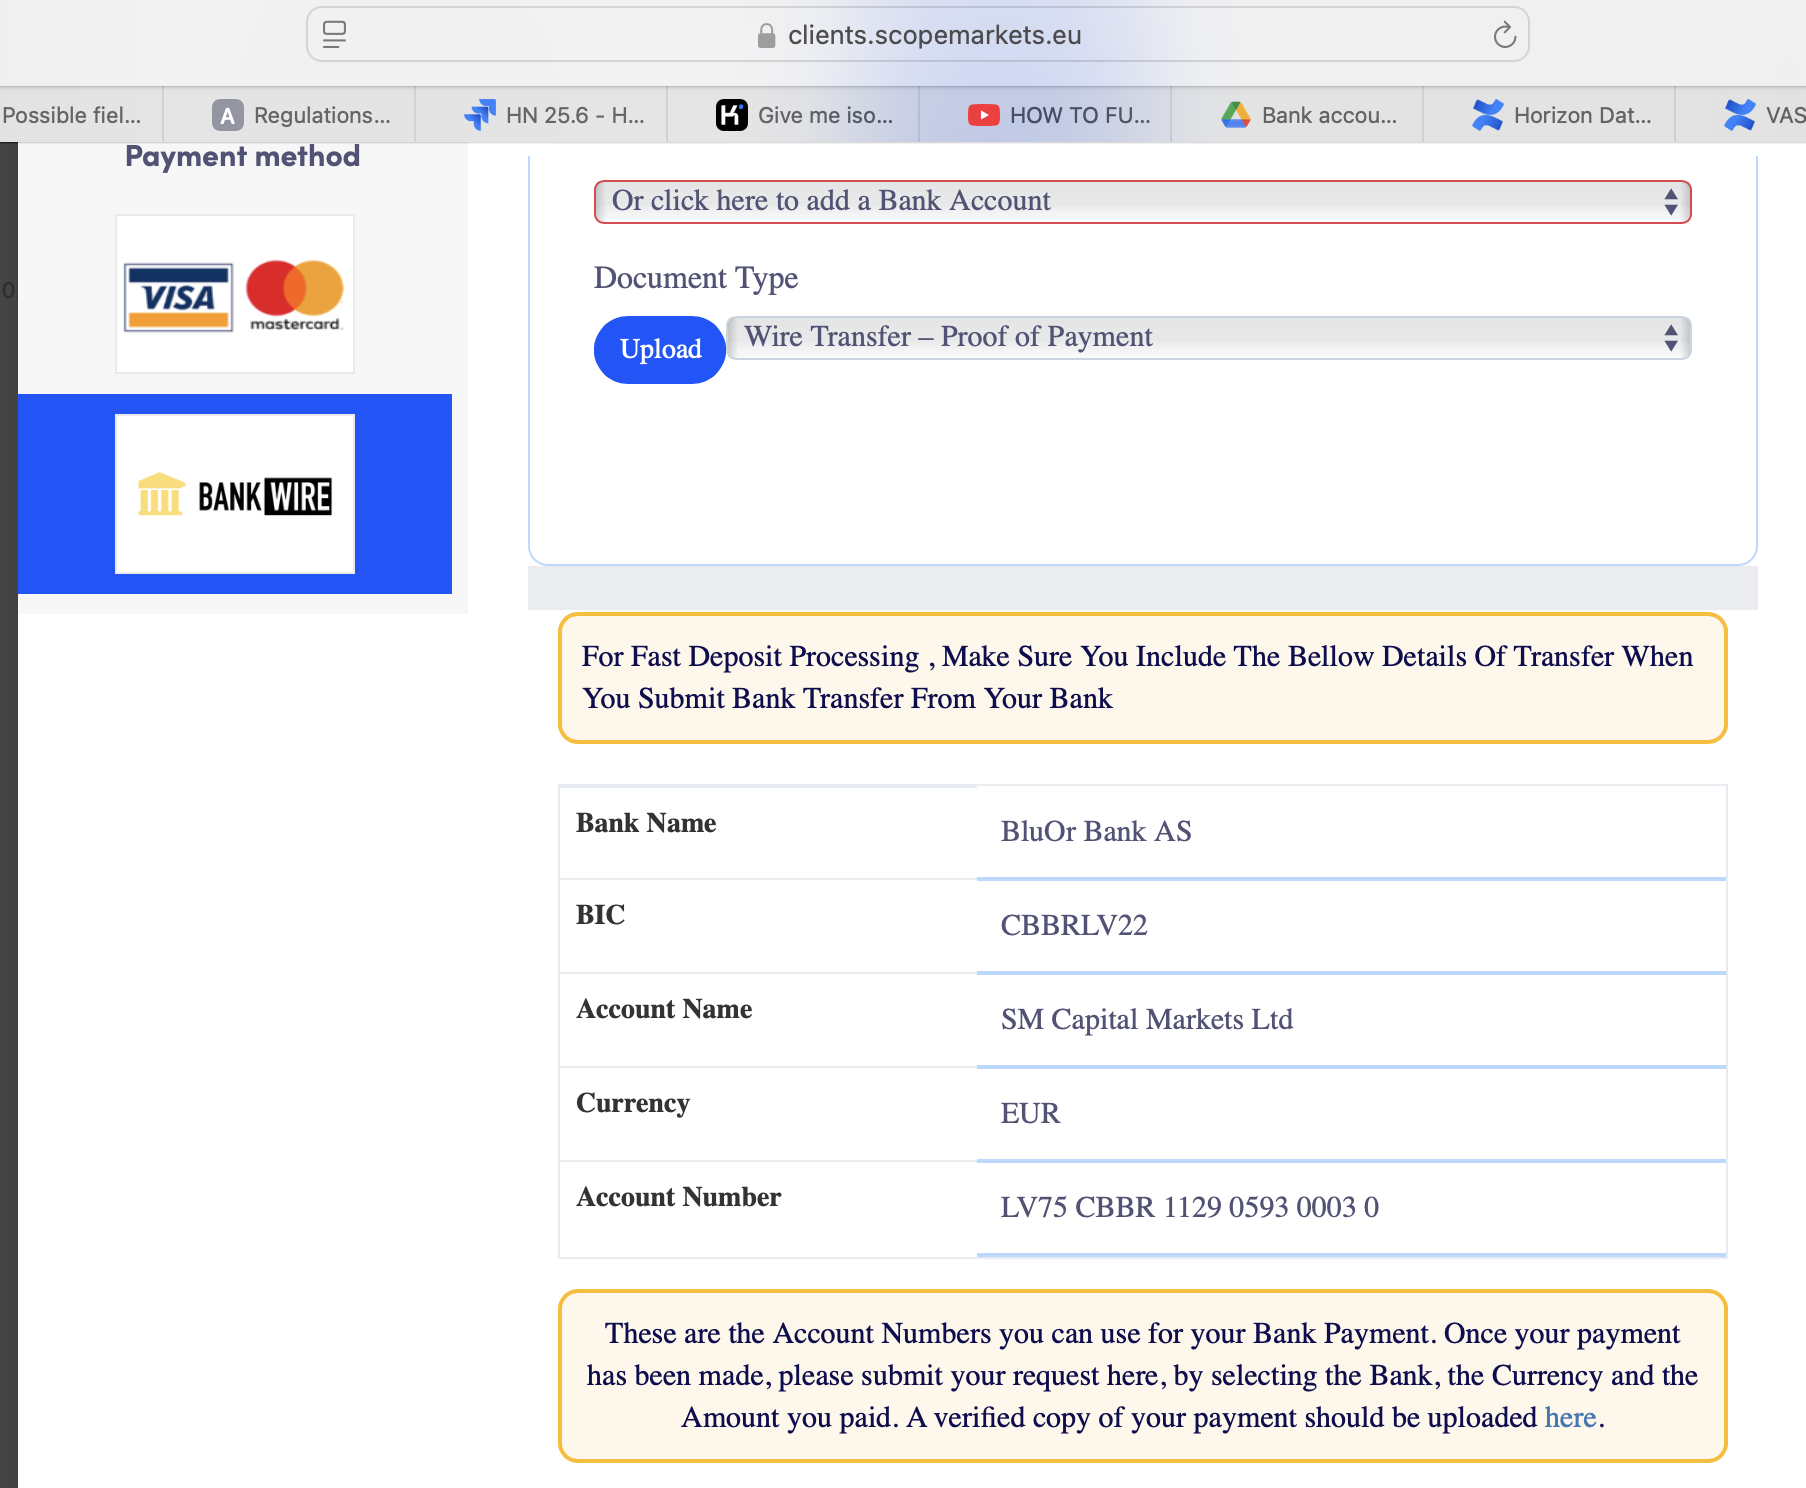 clients.scopemarkets.eu
Possible fiel...
A Regulations...
HN 25.6 - H...
K Give me iso...
HOW TO FU...
Bank accou...
Horizon Dat...
VAS
Payment method
VISA
mastercard.
BANK WIRE
Or click here to add a Bank Account
Document Type
Upload
Wire Transfer – Proof of Payment
For Fast Deposit Processing , Make Sure You Include The Bellow Details Of Transfer When
You Submit Bank Transfer From Your Bank
Bank Name BluOr Bank AS
BIC CBBRLV22
Account Name SM Capital Markets Ltd
Currency EUR
Account Number LV75 CBBR 1129 0593 0003 0
These are the Account Numbers you can use for your Bank Payment. Once your payment
has been made, please submit your request here, by selecting the Bank, the Currency and the
Amount you paid. A verified copy of your payment should be uploaded here.